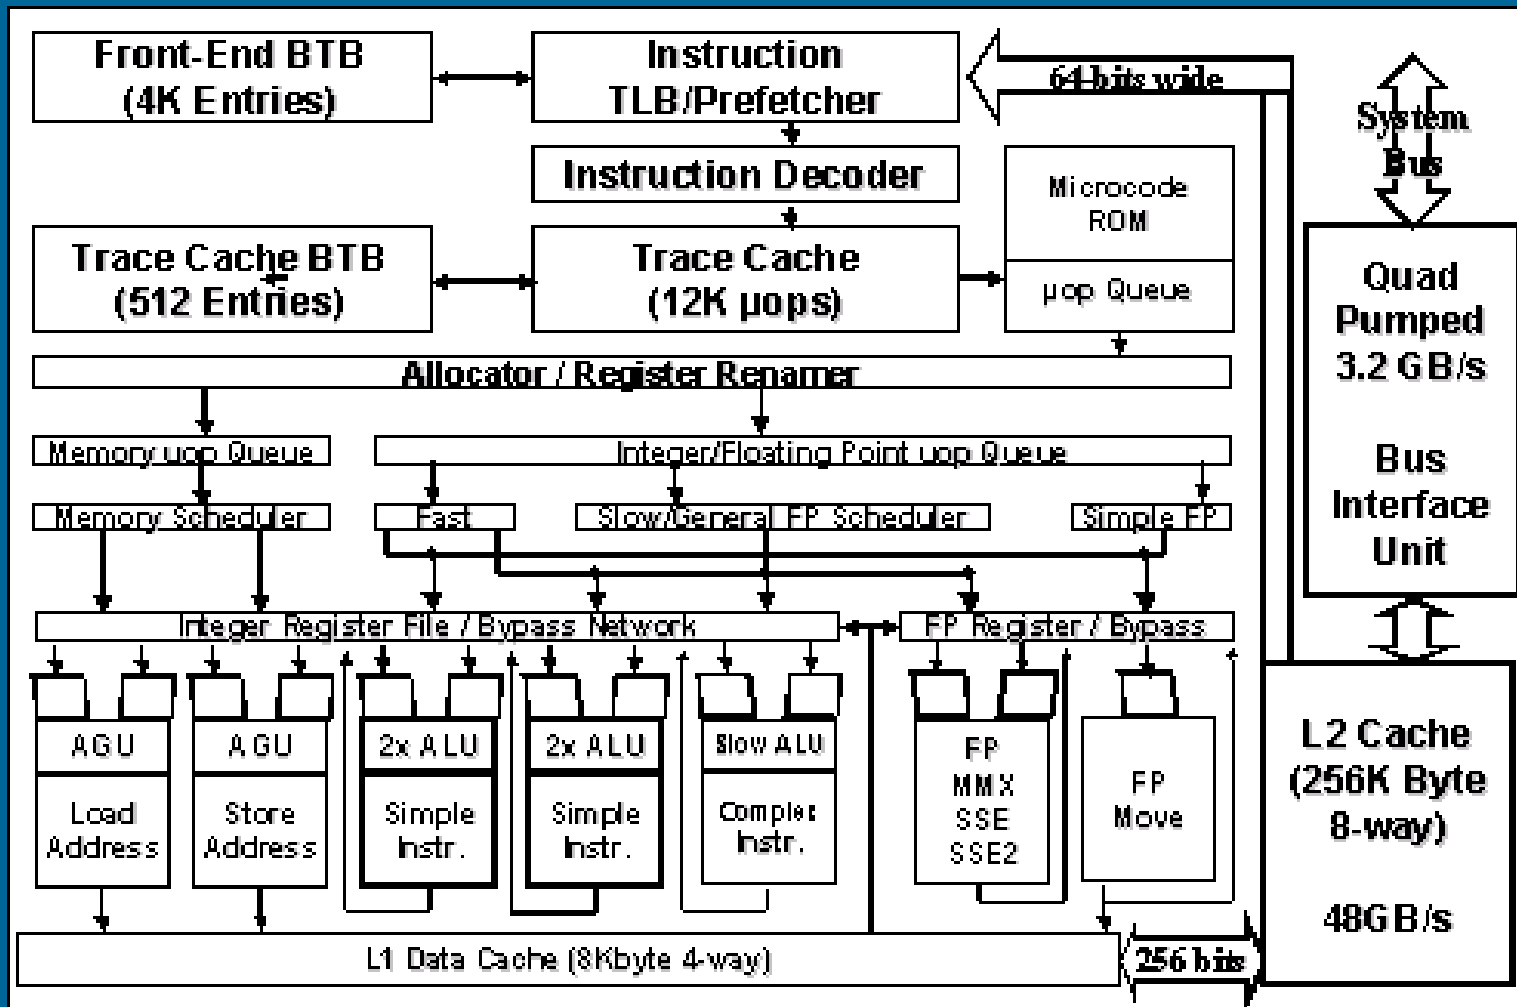 Front-End BTB
(4K Entries)
Instruction
TLB/Prefetcher
64-bits wide
System
Bus
Instruction Decoder
Microcode
ROM
Trace Cache BTB
(512 Entries)
Trace Cache
(12K µops)
µop Queue
Quad
Pumped
3.2 GB/s
Bus
Interface
Unit
Allocator / Register Renamer
Memory uop Queue
Integer/Floating Point uop Queue
Memory Scheduler
Fast
Slow/General FP Scheduler
Simple FP
Integer Register File / Bypass Network
FP Register / Bypass
AGU
Load
Address
AGU
Store
Address
2x ALU
Simple
Instr.
2x ALU
Simple
Instr.
Slow ALU
Complex
Instr.
FP
MMX
SSE
SSE2
FP
Move
L2 Cache
(256K Byte
8-way)
48GB/s
L1 Data Cache (8Kbyte 4-way)
256 bits